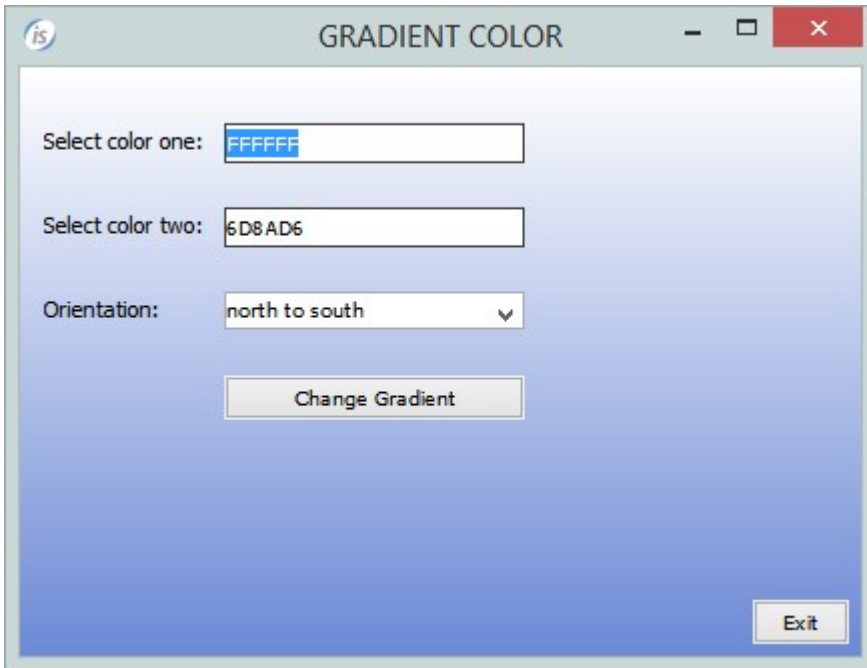 is
GRADIENT COLOR
Select color one: FFFFFF
Select color two: 6D8AD6
Orientation: north to south
Change Gradient
Exit